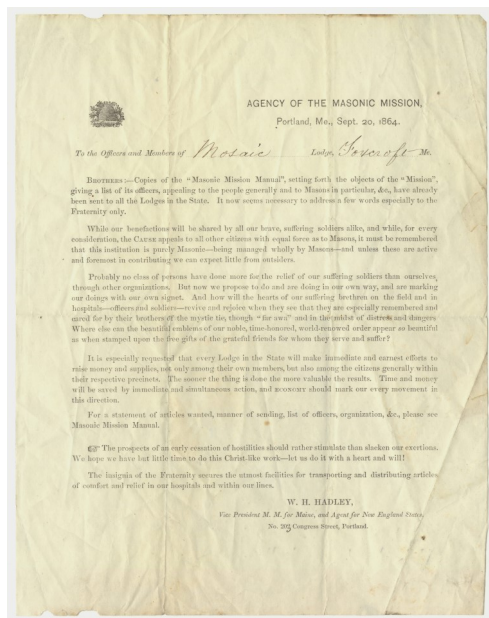 AGENCY OF THE MASONIC MISSION,
Portland, Me., Sept. 20, 1864.
To the Officers and Members of Mosaic Lodge, Foxcroft Me.
BROTHERS:—Copies of the "Masonic Mission Manual", setting forth the objects of the "Mission",
giving a list of its officers, appealing to the people generally and to Masons in particular, &c., have already
been sent to all the Lodges in the State. It now seems necessary to address a few words especially to the
Fraternity only.
While our benefactions will be shared by all our brave, suffering soldiers alike, and while, for every
consideration, the CAUSE appeals to all other citizens with equal force as to Masons, it must be remembered
that this institution is purely Masonic—being managed wholly by Masons—and unless these are active
and foremost in contributing we can expect little from outsiders.
Probably no class of persons have done more for the relief of our suffering soldiers than ourselves,
through other organizations. But now we propose to do and are doing in our own way, and are marking
our doings with our own signet. And how will the hearts of our suffering brethren on the field and in
hospitals—officers and soldiers—revive and rejoice when they see that they are especially remembered and
cared for by their brothers of the mystic tie, though "far awa" and in the midst of distress and dangers
Where else can the beautiful emblems of our noble, time-honored, world-renowned order appear so beautiful
as when stamped upon the free gifts of the grateful friends for whom they serve and suffer?
It is especially requested that every Lodge in the State will make immediate and earnest efforts to
raise money and supplies, not only among their own members, but also among the citizens generally within
their respective precincts. The sooner the thing is done the more valuable the results. Time and money
will be saved by immediate and simultaneous action, and ECONOMY should mark our every movement in
this direction.
For a statement of articles wanted, manner of sending, list of officers, organization, &c., please see
Masonic Mission Manual.
☞ The prospects of an early cessation of hostilities should rather stimulate than slacken our exertions.
We hope we have but little time to do this Christ-like work—let us do it with a heart and will!
The insignia of the Fraternity secures the utmost facilities for transporting and distributing articles
of comfort and relief in our hospitals and within our lines.
W. H. HADLEY,
Vice President M. M. for Maine, and Agent for New England States.
No. Congress Street, Portland.